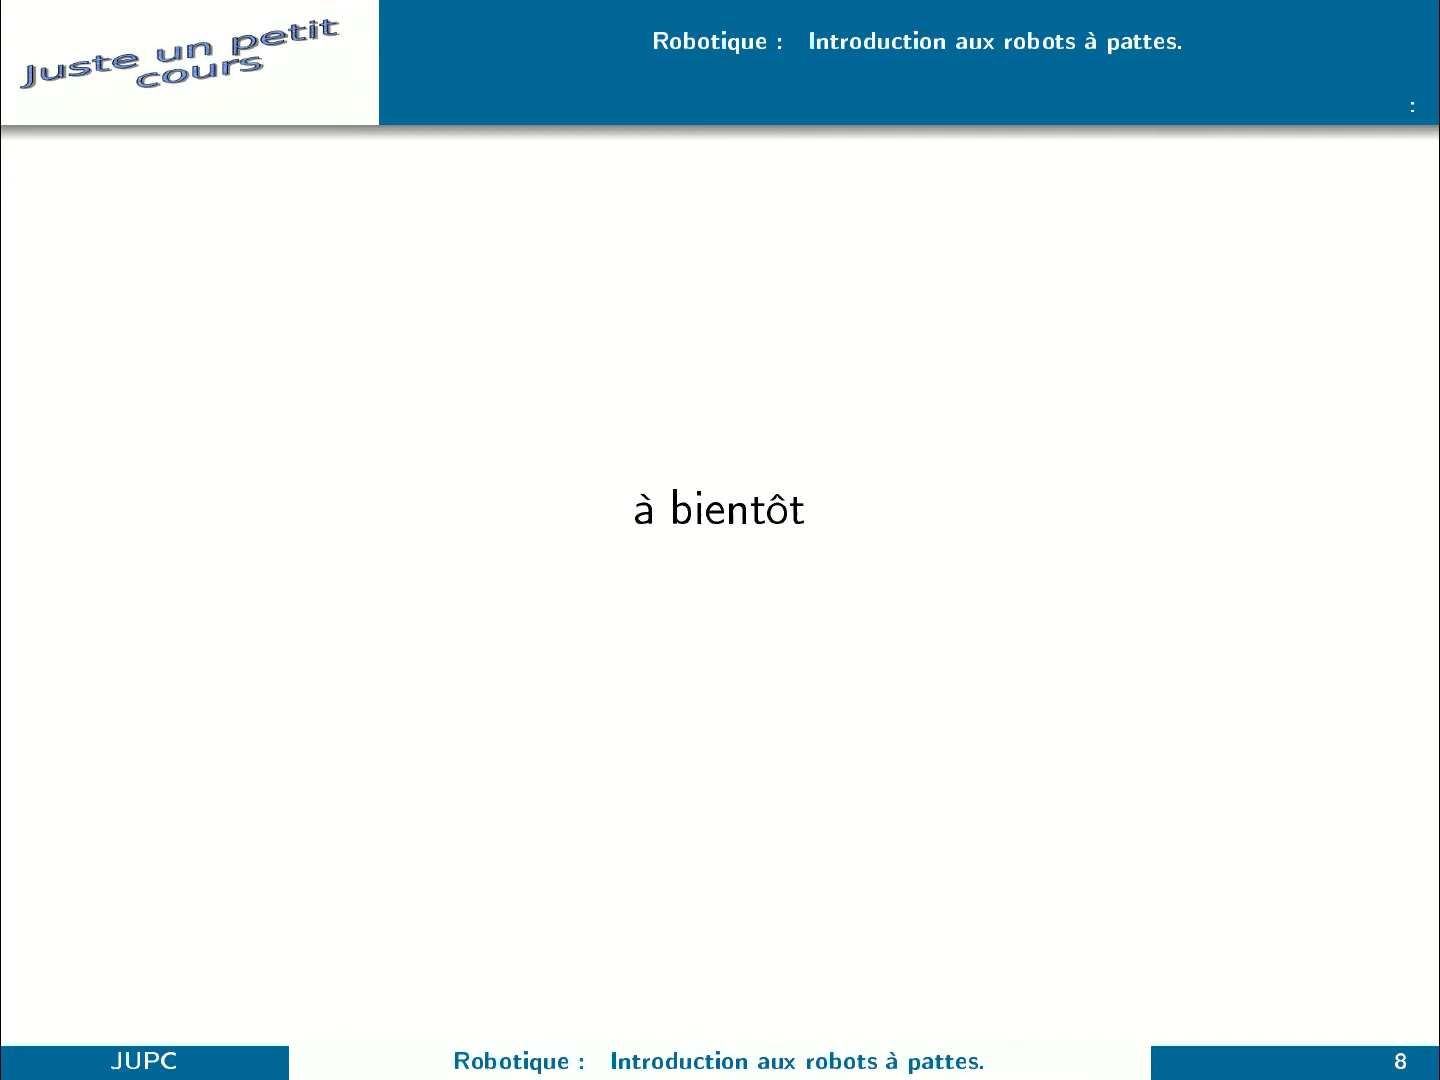 Juste un petit
cours
Robotique : Introduction aux robots à pattes.
:
à bientôt
JUPC
Robotique : Introduction aux robots à pattes.
8